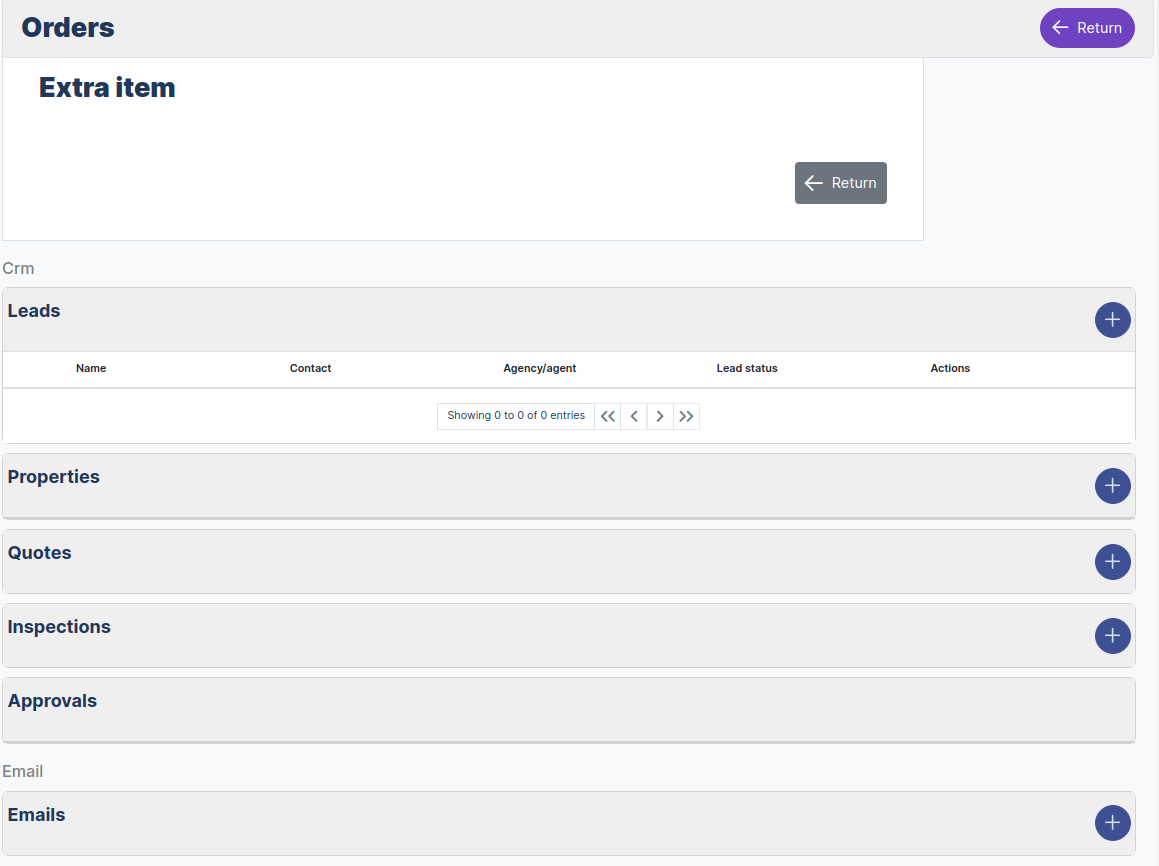 Orders
Return
Extra item
Return
Crm
Leads
Name Contact Agency/agent Lead status Actions
Showing 0 to 0 of 0 entries
Properties
Quotes
Inspections
Approvals
Email
Emails